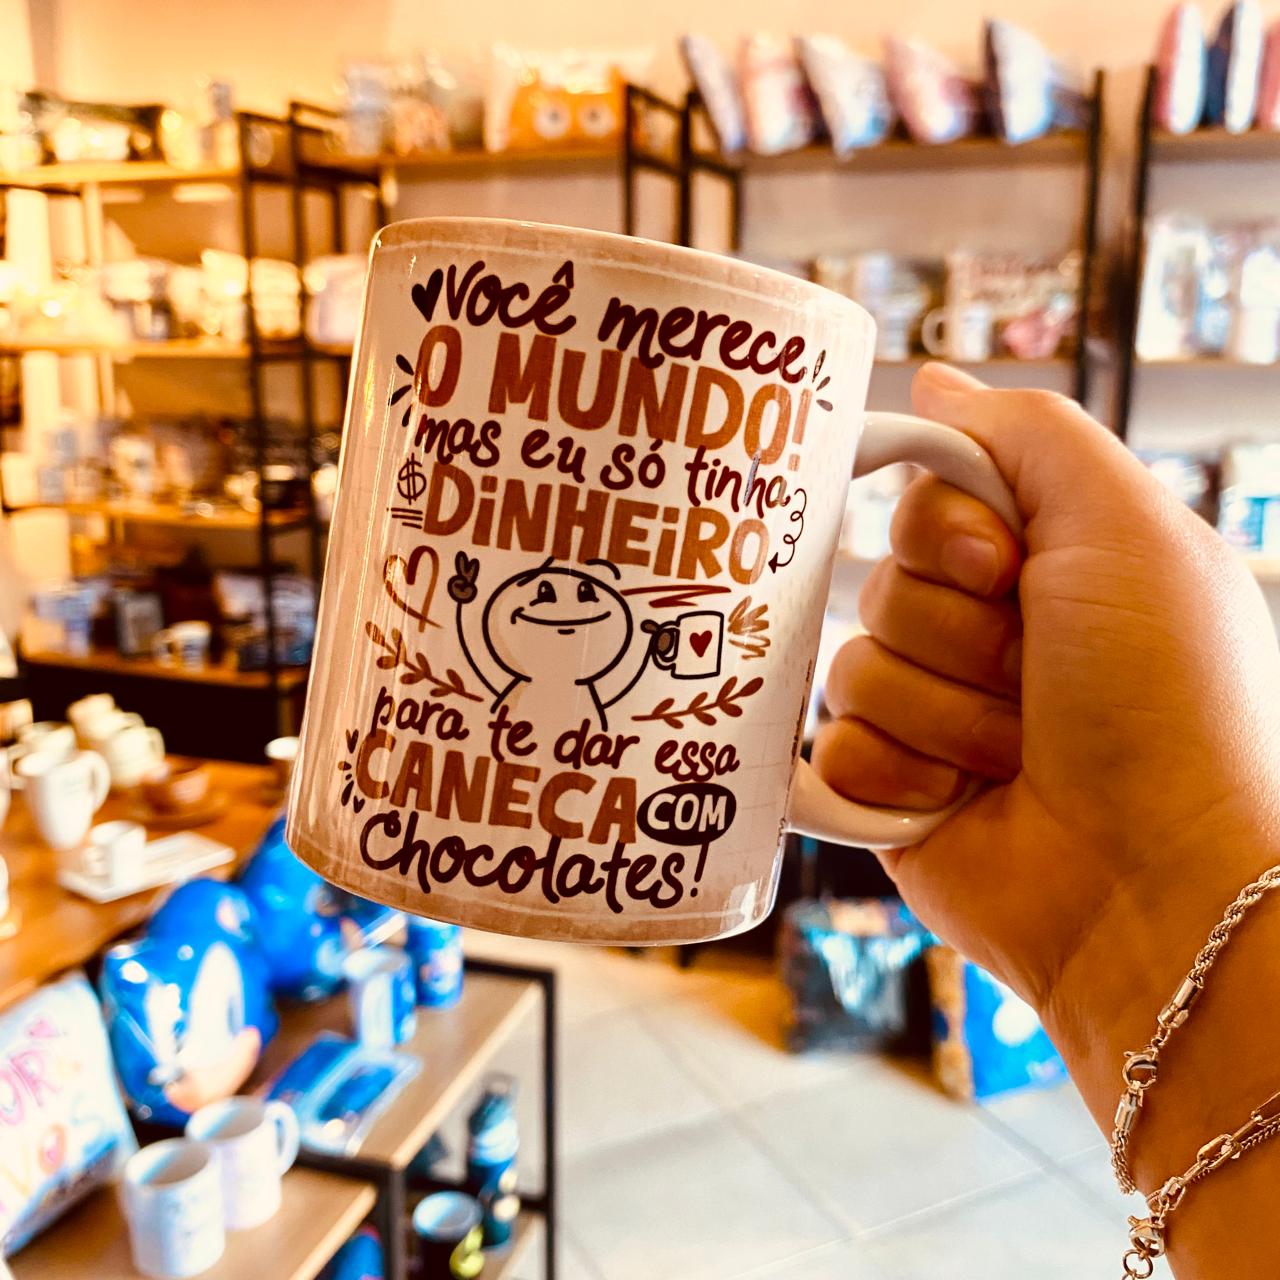 Você merece
O MUNDO!
mas eu só tinha
$ DINHEIRO
para te dar essa
CANECA COM
Chocolates!